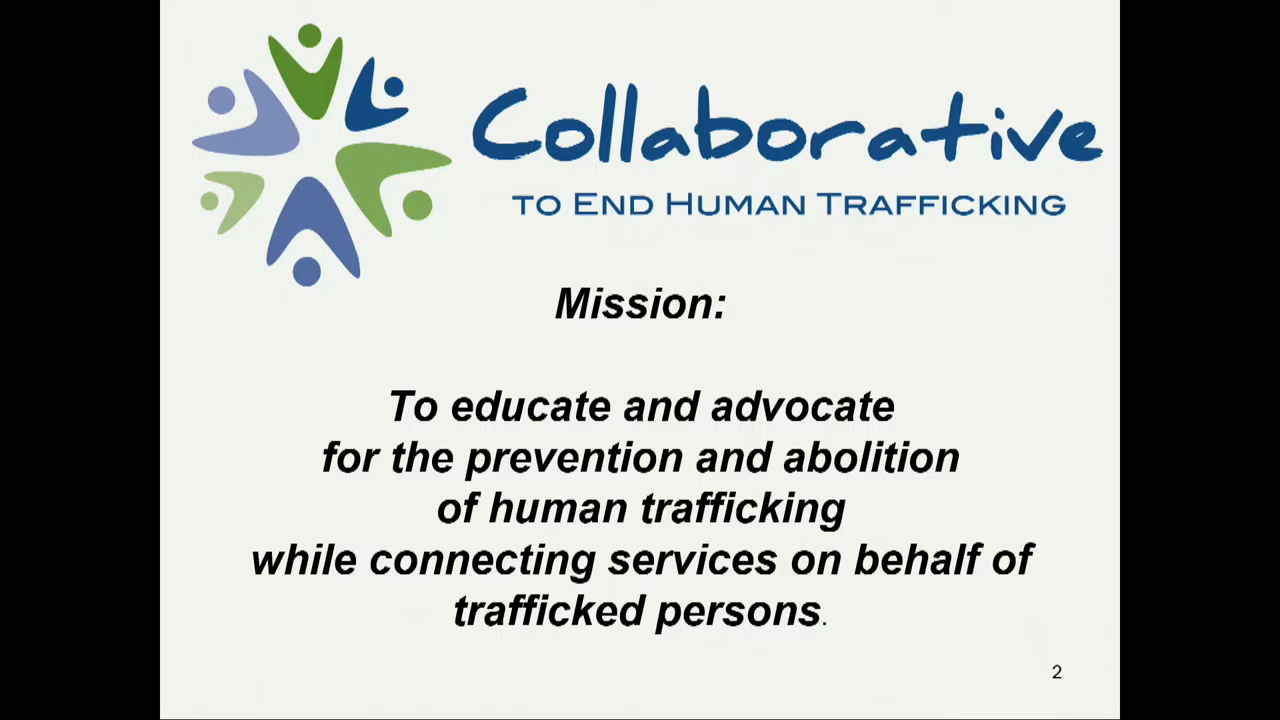 Collaborative
TO END HUMAN TRAFFICKING
Mission:
To educate and advocate
for the prevention and abolition
of human trafficking
while connecting services on behalf of
trafficked persons.
2